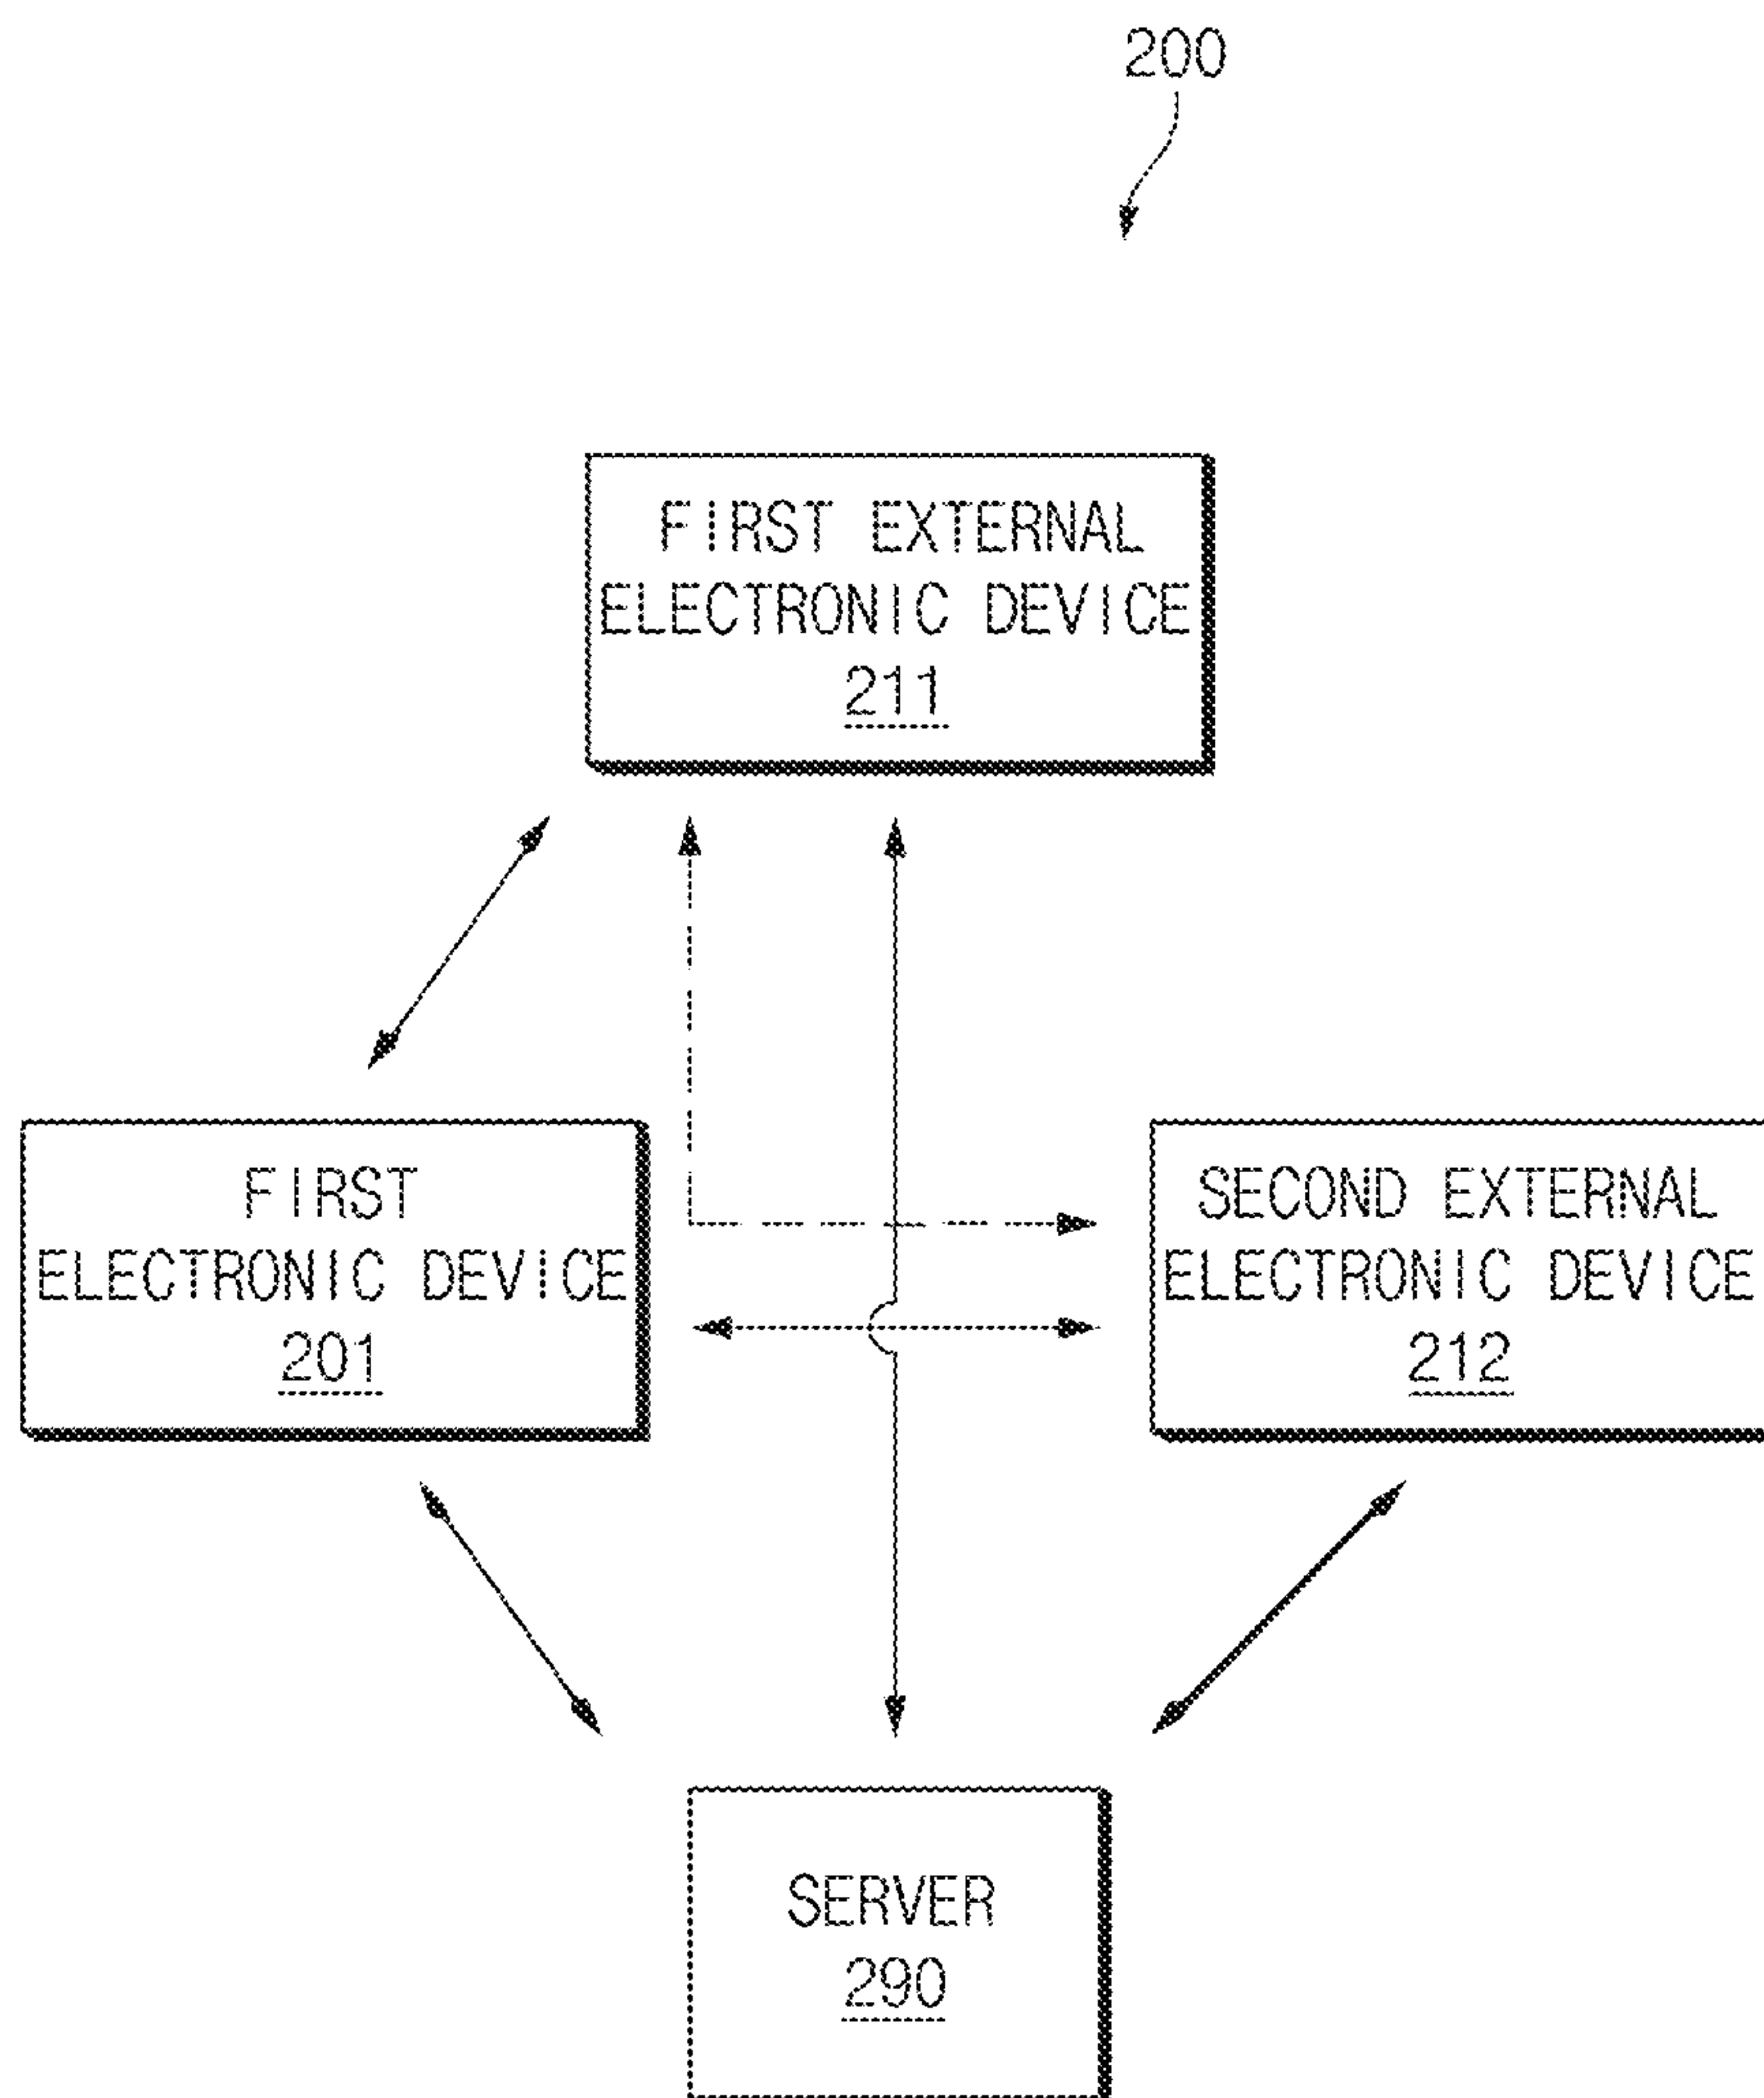 200
FIRST EXTERNAL
ELECTRONIC DEVICE
211
FIRST
ELECTRONIC DEVICE
201
SECOND EXTERNAL
ELECTRONIC DEVICE
212
SERVER
290